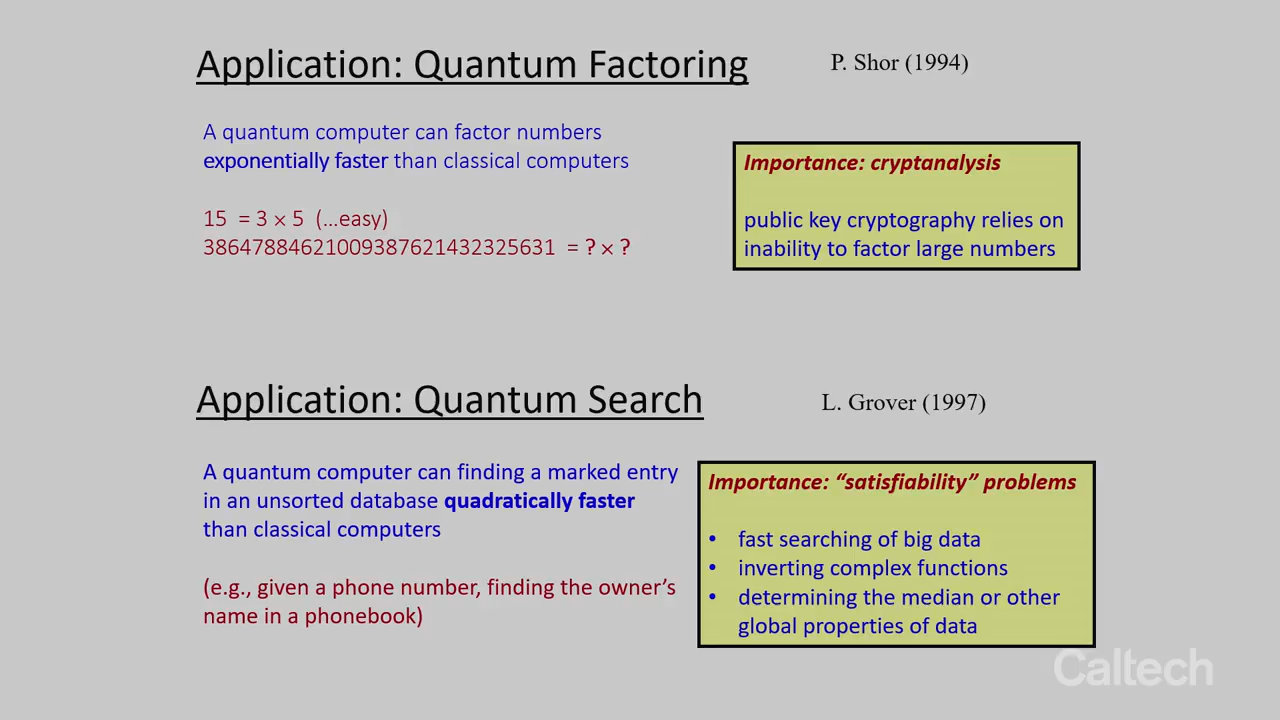 Application: Quantum Factoring
P. Shor (1994)
A quantum computer can factor numbers
exponentially faster than classical computers
15 = 3 × 5 (...easy)
38647884621009387621432325631 = ? × ?
Importance: cryptanalysis
public key cryptography relies on
inability to factor large numbers
Application: Quantum Search
L. Grover (1997)
A quantum computer can finding a marked entry
in an unsorted database quadratically faster
than classical computers
(e.g., given a phone number, finding the owner's
name in a phonebook)
Importance: “satisfiability” problems
• fast searching of big data
• inverting complex functions
• determining the median or other
global properties of data
Caltech